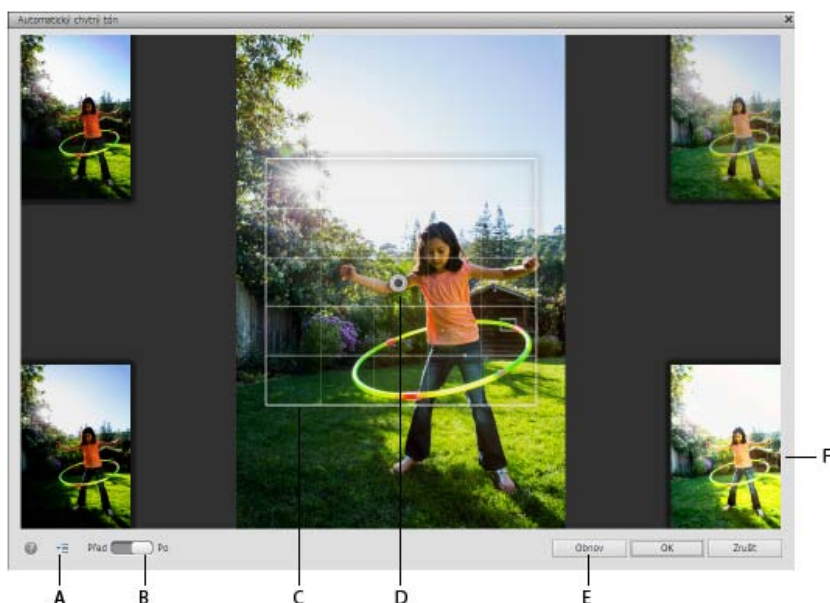 Automatický chytrý tón
F
Před Po
Obnov OK Zrušit
A B C D E